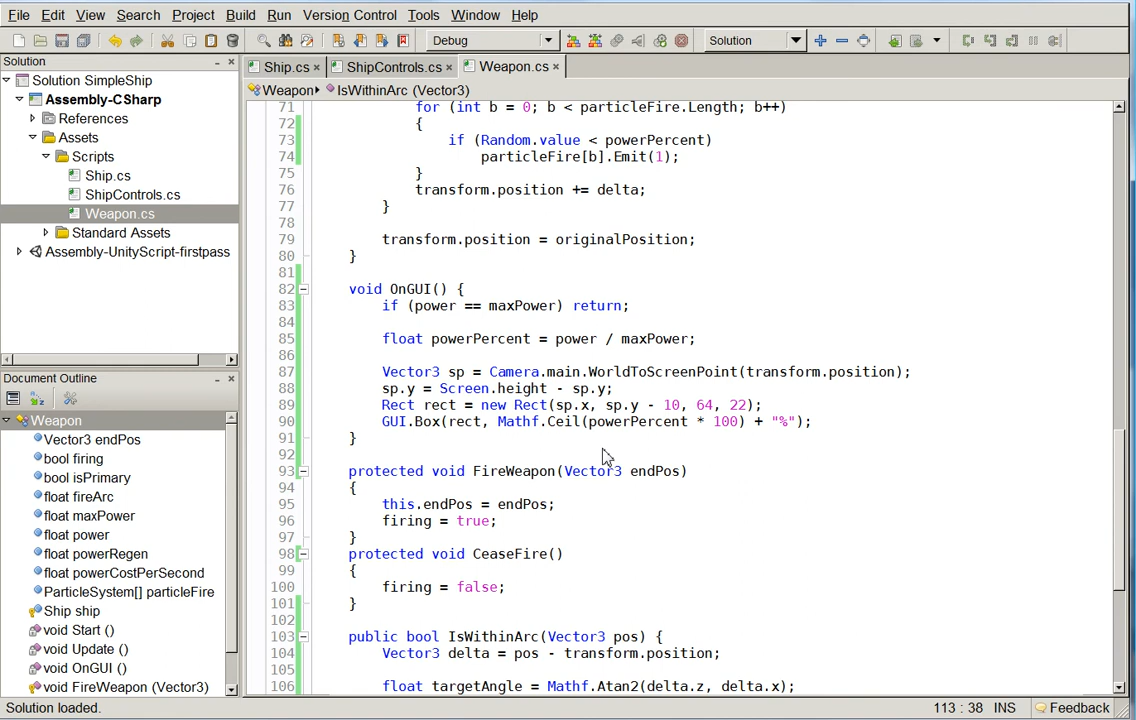 File Edit View Search Project Build Run Version Control Tools Window Help
Debug Solution
Solution
Solution SimpleShip
Assembly-CSharp
References
Assets
Scripts
Ship.cs
ShipControls.cs
Weapon.cs
Standard Assets
Assembly-UnityScript-firstpass
Document Outline
Weapon
Vector3 endPos
bool firing
bool isPrimary
float fireArc
float maxPower
float power
float powerRegen
float powerCostPerSecond
ParticleSystem[] particleFire
Ship ship
void Start ()
void Update ()
void OnGUI ()
void FireWeapon (Vector3)
Ship.cs × ShipControls.cs × Weapon.cs ×
Weapon IsWithinArc (Vector3)
71 for (int b = 0; b < particleFire.Length; b++)
72 {
73 if (Random.value < powerPercent)
74 particleFire[b].Emit(1);
75 }
76 transform.position += delta;
77 }
78
79 transform.position = originalPosition;
80 }
81
82 void OnGUI() {
83 if (power == maxPower) return;
84
85 float powerPercent = power / maxPower;
86
87 Vector3 sp = Camera.main.WorldToScreenPoint(transform.position);
88 sp.y = Screen.height - sp.y;
89 Rect rect = new Rect(sp.x, sp.y - 10, 64, 22);
90 GUI.Box(rect, Mathf.Ceil(powerPercent * 100) + "%");
91 }
92
93 protected void FireWeapon(Vector3 endPos)
94 {
95 this.endPos = endPos;
96 firing = true;
97 }
98 protected void CeaseFire()
99 {
100 firing = false;
101 }
102
103 public bool IsWithinArc(Vector3 pos) {
104 Vector3 delta = pos - transform.position;
105
106 float targetAngle = Mathf.Atan2(delta.z, delta.x);
Solution loaded. 113 : 38 INS Feedback